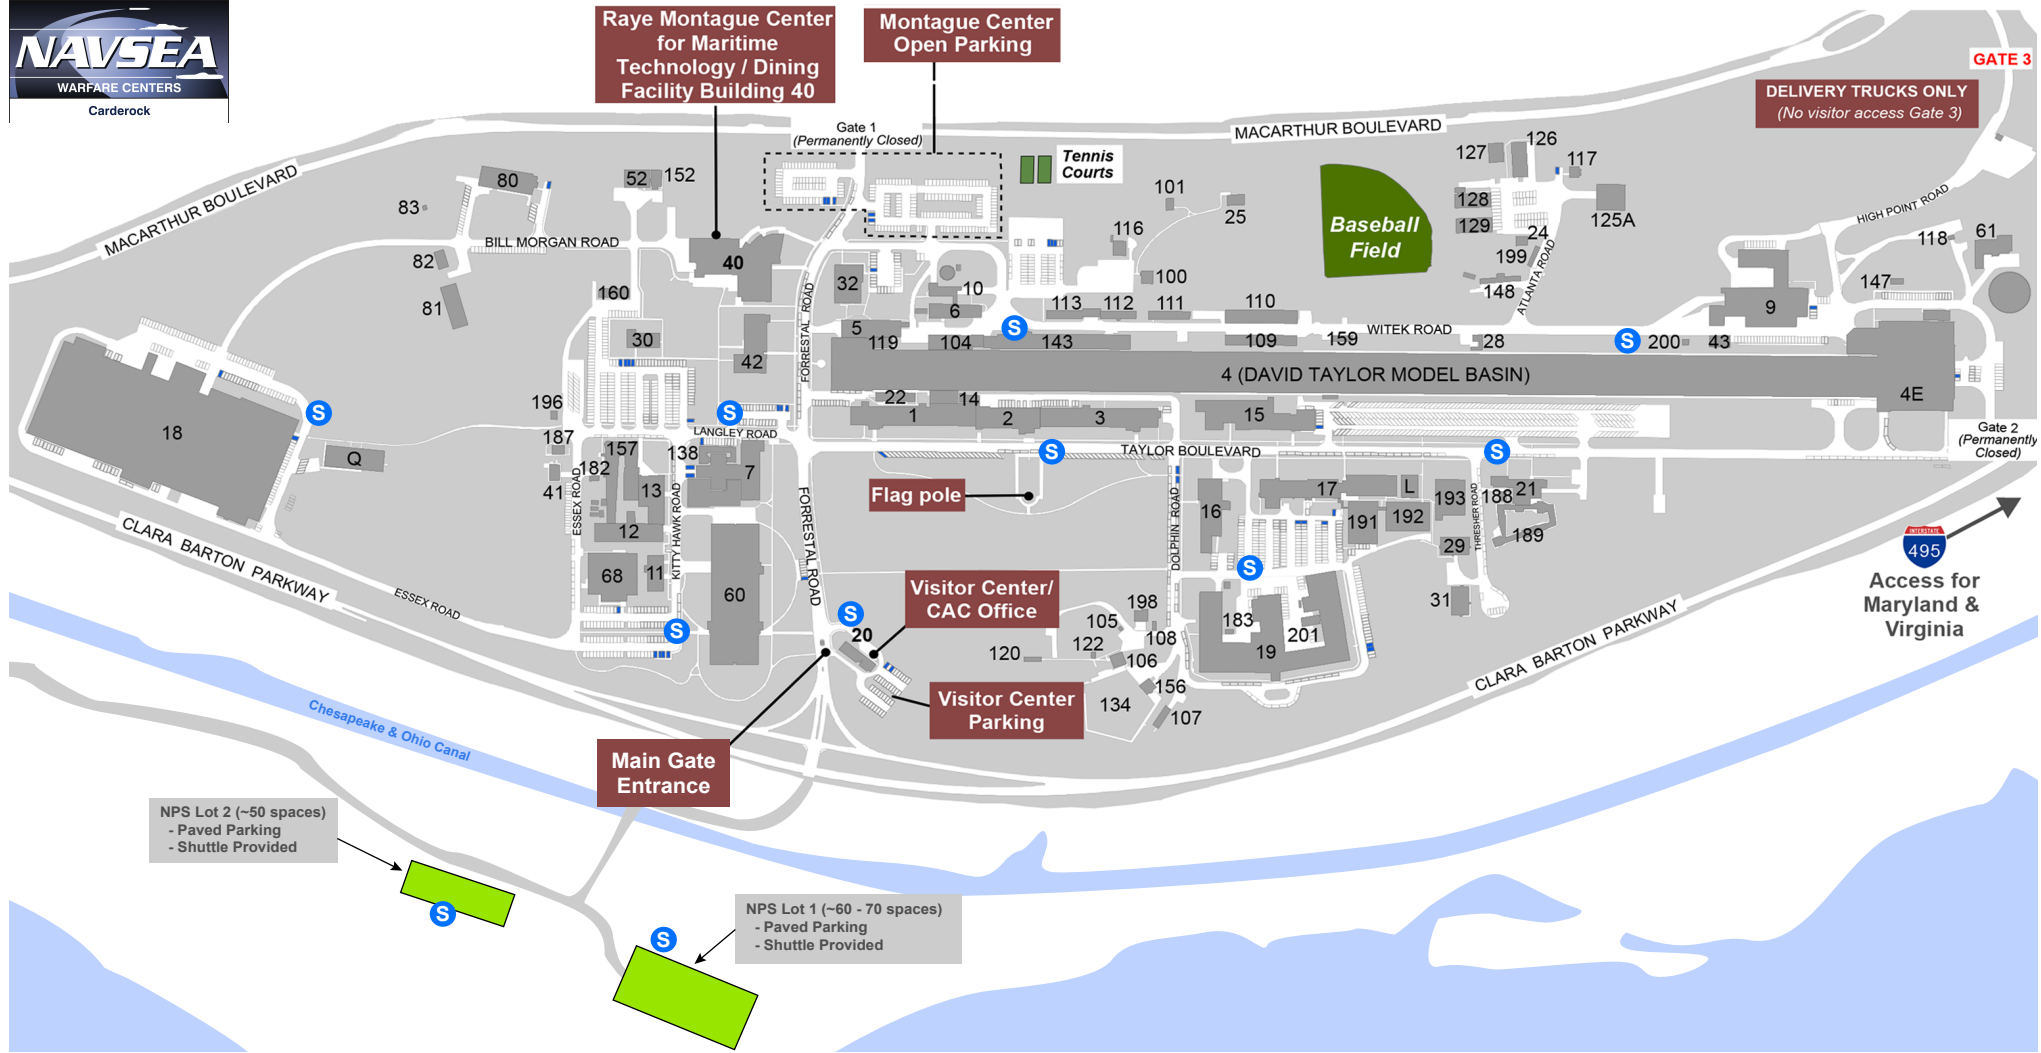 NAVSEA
WARFARE CENTERS
Carderock
Raye Montague Center
for Maritime
Technology / Dining
Facility Building 40
Montague Center
Open Parking
GATE 3
DELIVERY TRUCKS ONLY
(No visitor access Gate 3)
Gate 1
(Permanently Closed)
MACARTHUR BOULEVARD
Tennis
Courts
MACARTHUR BOULEVARD
80
52
152
83
BILL MORGAN ROAD
82
81
40
160
30
42
32
10
6
5
119
104
143
101
25
116
100
113
112
111
110
109
159
Baseball
Field
126
127
117
128
129
125A
24
199
148
ATLANTA ROAD
HIGH POINT ROAD
118
61
147
9
WITEK ROAD
28
S
200
43
S
FORRESTAL ROAD
4 (DAVID TAYLOR MODEL BASIN)
4E
22
14
1
2
3
15
18
S
Q
196
187
S
LANGLEY ROAD
157
138
182
41
13
7
12
ESSEX ROAD
KITTY HAWK ROAD
68
11
60
S
S
TAYLOR BOULEVARD
S
Gate 2
(Permanently
Closed)
Flag pole
FORRESTAL ROAD
DOLPHIN ROAD
16
17
L
193
188
21
191
192
29
189
THRESHER ROAD
31
S
183
201
19
INTERSTATE
495
Access for
Maryland &
Virginia
CLARA BARTON PARKWAY
ESSEX ROAD
CLARA BARTON PARKWAY
S
20
Visitor Center/
CAC Office
198
105
108
122
120
106
156
134
107
Visitor Center
Parking
Main Gate
Entrance
Chesapeake & Ohio Canal
NPS Lot 2 (~50 spaces)
- Paved Parking
- Shuttle Provided
S
NPS Lot 1 (~60 - 70 spaces)
- Paved Parking
- Shuttle Provided
S